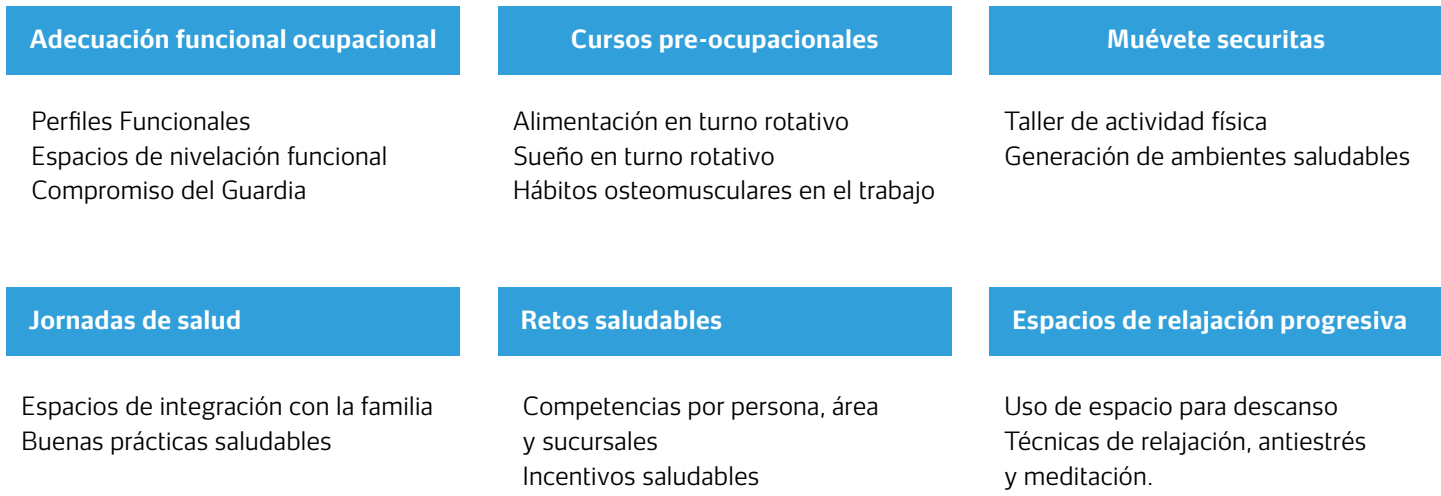 Adecuación funcional ocupacional
Perfiles Funcionales
Espacios de nivelación funcional
Compromiso del Guardia
Cursos pre-ocupacionales
Alimentación en turno rotativo
Sueño en turno rotativo
Hábitos osteomusculares en el trabajo
Muévete securitas
Taller de actividad física
Generación de ambientes saludables
Jornadas de salud
Espacios de integración con la familia
Buenas prácticas saludables
Retos saludables
Competencias por persona, área
y sucursales
Incentivos saludables
Espacios de relajación progresiva
Uso de espacio para descanso
Técnicas de relajación, antiestrés
y meditación.